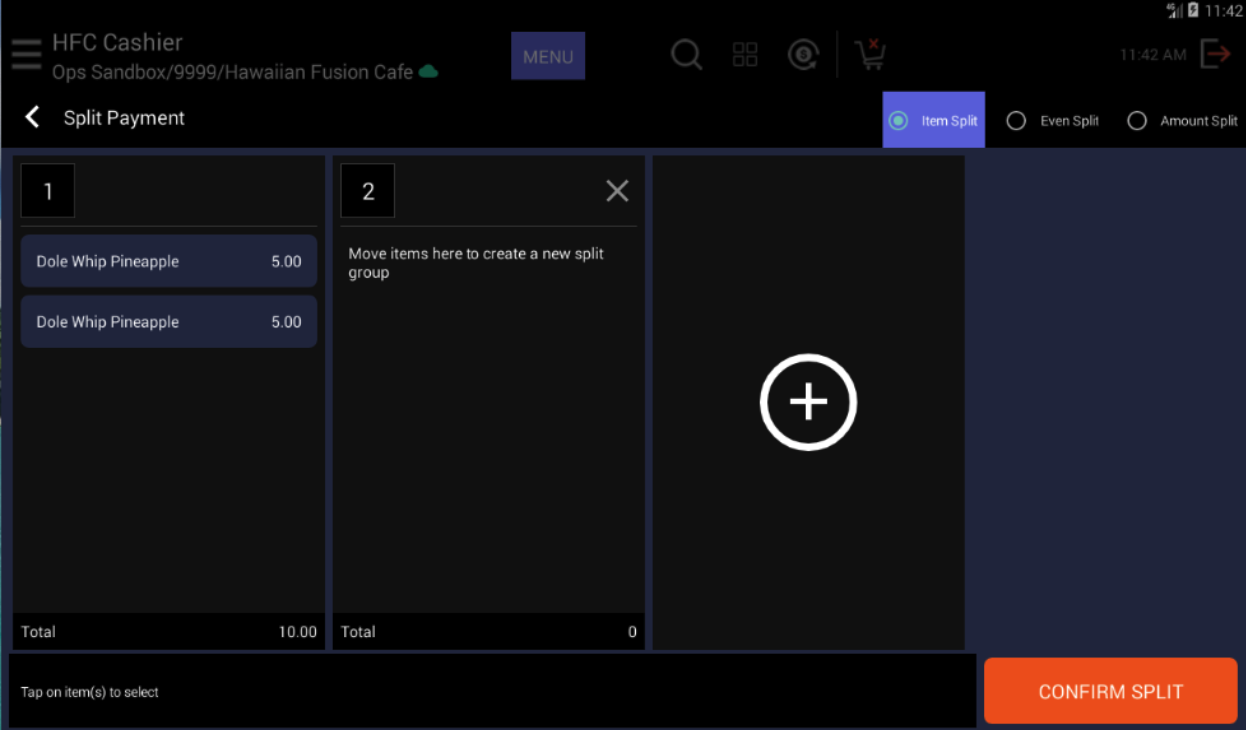 4G 11:42
HFC Cashier
Ops Sandbox/9999/Hawaiian Fusion Cafe
MENU
11:42 AM
Split Payment
Item Split
Even Split
Amount Split
1
Dole Whip Pineapple 5.00
Dole Whip Pineapple 5.00
Total 10.00
2
Move items here to create a new split
group
Total 0
Tap on item(s) to select
CONFIRM SPLIT